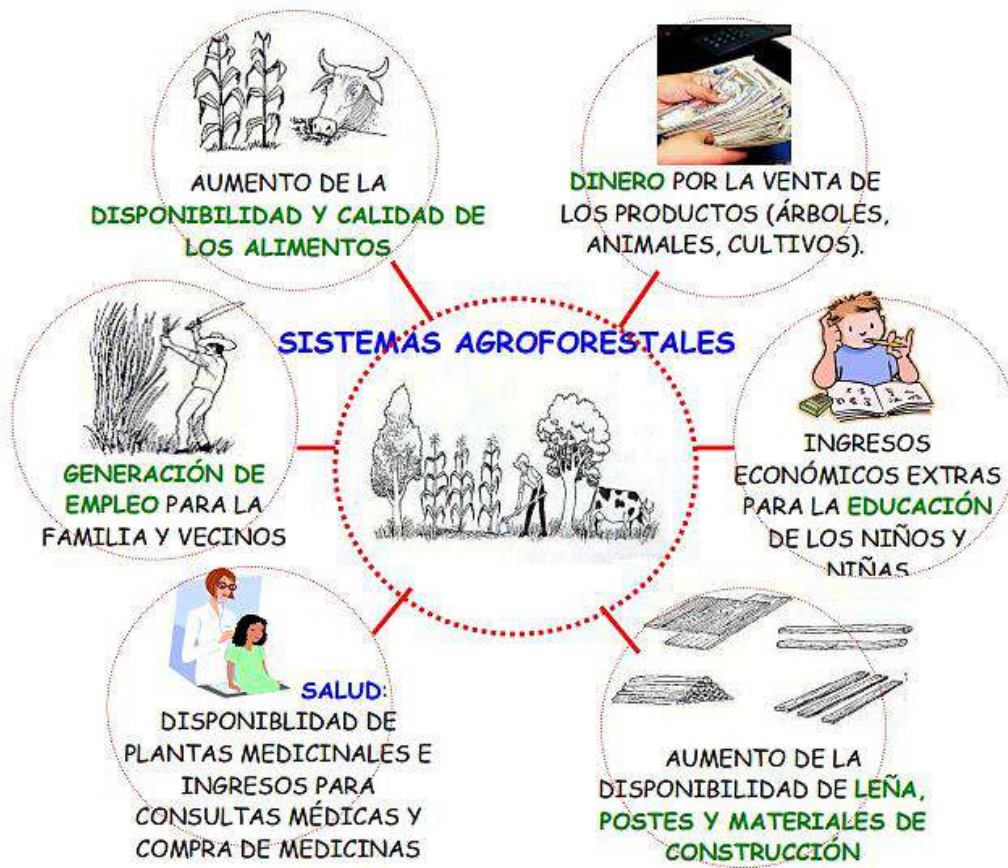 AUMENTO DE LA
DISPONIBILIDAD Y CALIDAD DE
LOS ALIMENTOS
DINERO POR LA VENTA DE
LOS PRODUCTOS (ÁRBOLES,
ANIMALES, CULTIVOS).
SISTEMAS AGROFORESTALES
GENERACIÓN DE
EMPLEO PARA LA
FAMILIA Y VECINOS
INGRESOS
ECONÓMICOS EXTRAS
PARA LA EDUCACIÓN
DE LOS NIÑOS Y
NIÑAS
SALUD:
DISPONIBLIDAD DE
PLANTAS MEDICINALES E
INGRESOS PARA
CONSULTAS MÉDICAS Y
COMPRA DE MEDICINAS
AUMENTO DE LA
DISPONIBILIDAD DE LEÑA,
POSTES Y MATERIALES DE
CONSTRUCCIÓN